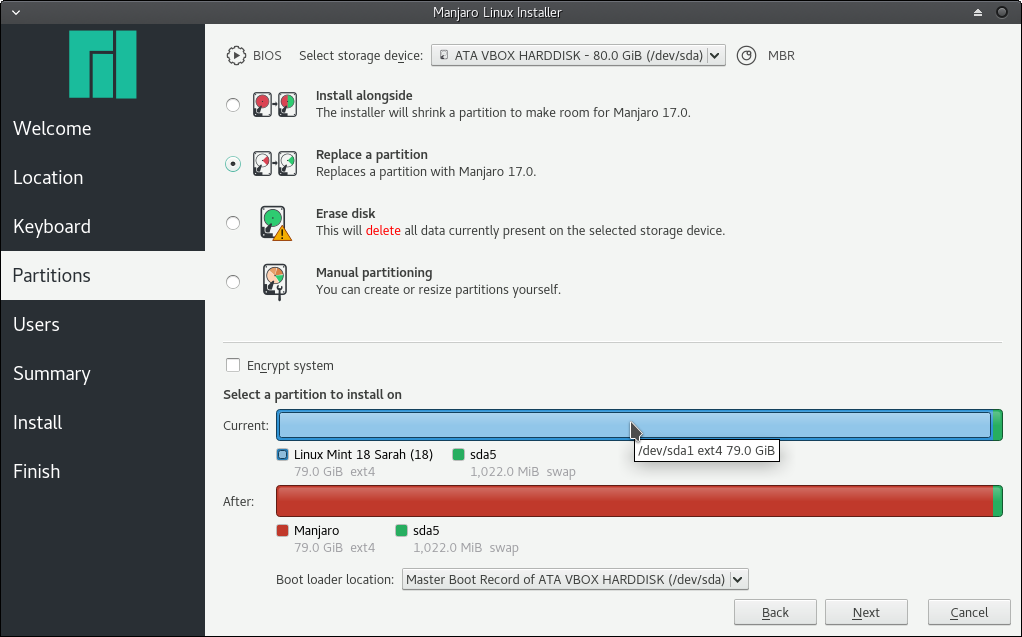 Manjaro Linux Installer
Welcome
Location
Keyboard
Partitions
Users
Summary
Install
Finish
BIOS Select storage device: ATA VBOX HARDDISK - 80.0 GiB (/dev/sda) MBR
Install alongside
The installer will shrink a partition to make room for Manjaro 17.0.
Replace a partition
Replaces a partition with Manjaro 17.0.
Erase disk
This will delete all data currently present on the selected storage device.
Manual partitioning
You can create or resize partitions yourself.
Encrypt system
Select a partition to install on
Current:
/dev/sda1 ext4 79.0 GiB
Linux Mint 18 Sarah (18) sda5
79.0 GiB ext4 1,022.0 MiB swap
After:
Manjaro sda5
79.0 GiB ext4 1,022.0 MiB swap
Boot loader location: Master Boot Record of ATA VBOX HARDDISK (/dev/sda)
Back Next Cancel